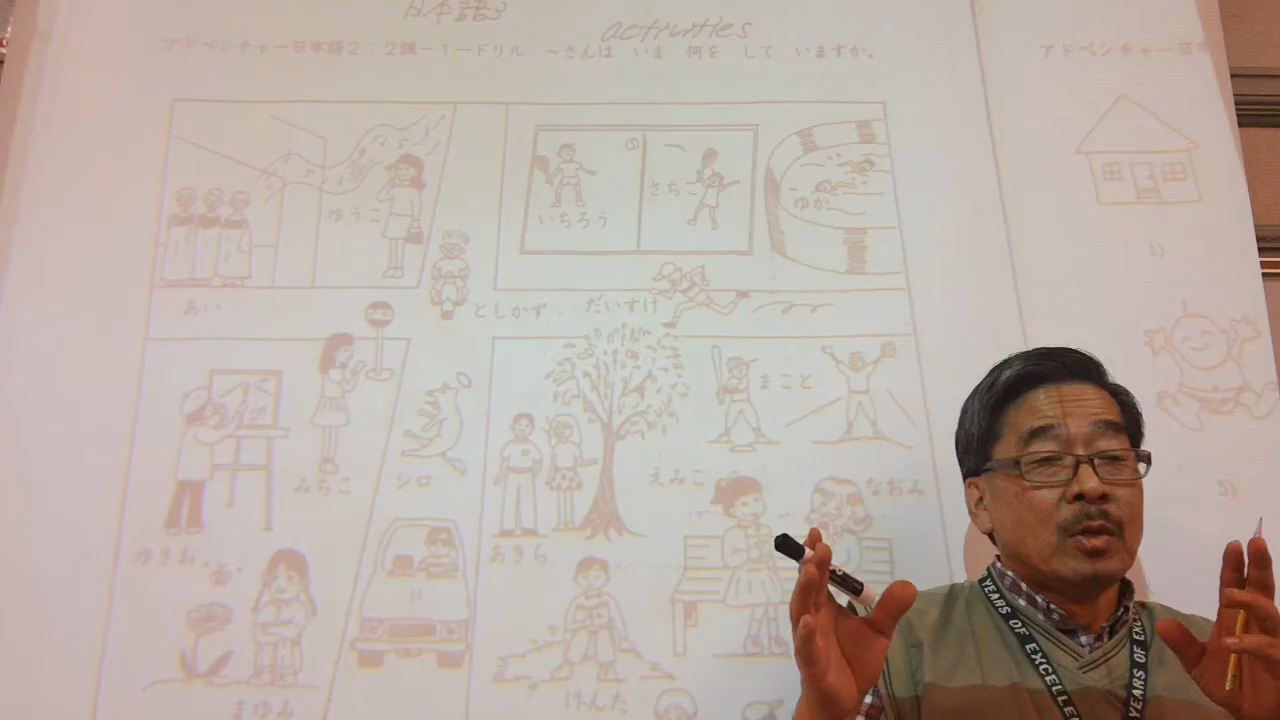 日本語3
activities
アドベンチャー日本語2:2課ー1ードリル ~さんは いま 何を して いますか。
アドベンチャー日
ゆうこ
いちろう
さちこ
ゆか
あい
としかず
だいすけ
まこと
みちこ
シロ
えみこ
なおみ
ゆきお
あきら
まゆみ
けんた
1)
2)
YEARS OF EXCELLE
YEARS OF EXC